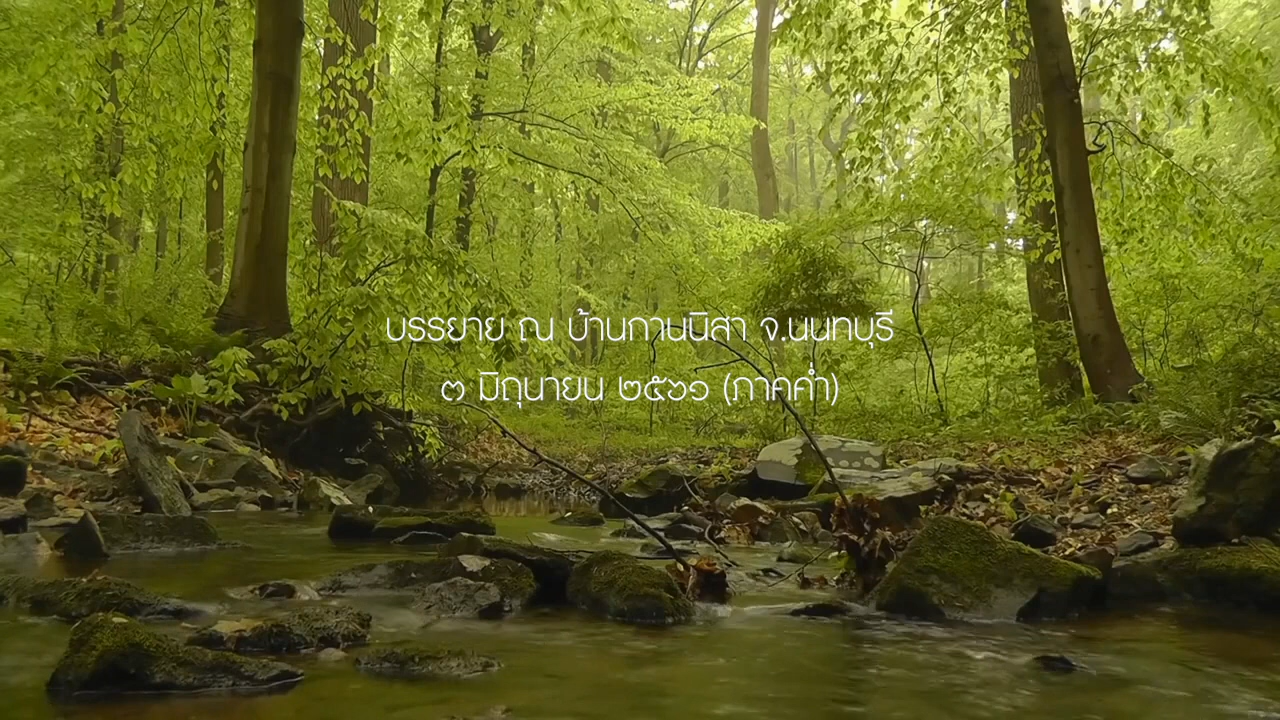 บรรยาย ณ บ้านกานนิสา จ.นนทบุรี
๓ มิถุนายน ๒๕๖๑ (ภาคค่ำ)